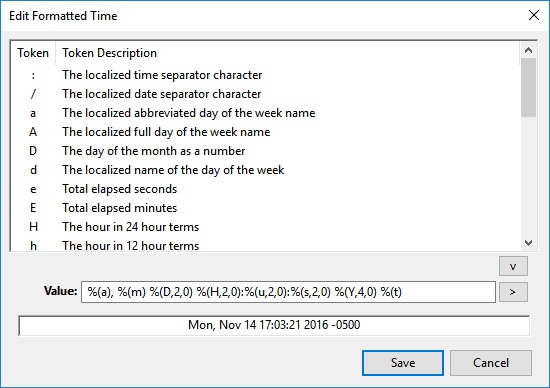 Edit Formatted Time
Token Token Description
: The localized time separator character
/ The localized date separator character
a The localized abbreviated day of the week name
A The localized full day of the week name
D The day of the month as a number
d The localized name of the day of the week
e Total elapsed seconds
E Total elapsed minutes
H The hour in 24 hour terms
h The hour in 12 hour terms
v
Value: %(a), %(m) %(D,2,0) %(H,2,0):%(u,2,0):%(s,2,0) %(Y,4,0) %(t) >
Mon, Nov 14 17:03:21 2016 -0500
Save Cancel